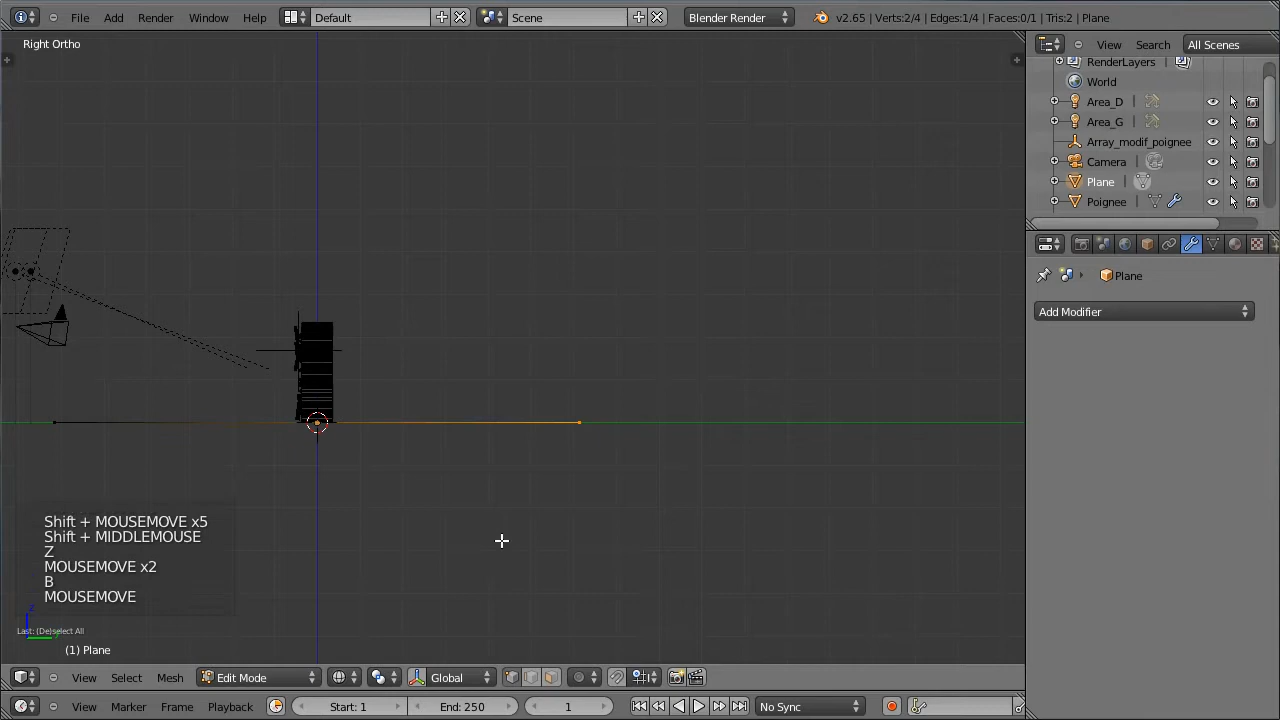 File Add Render Window Help Default Scene Blender Render v2.65 | Verts:2/4 | Edges:1/4 | Faces:0/1 | Tris:2 | Plane
Right Ortho
View Search All Scenes
RenderLayers
World
Area_D
Area_G
Array_modif_poignee
Camera
Plane
Poignee
Plane
Add Modifier
Shift + MOUSEMOVE x5
Shift + MIDDLEMOUSE
Z
MOUSEMOVE x2
B
MOUSEMOVE
z
Last: (De)select All
(1) Plane
View Select Mesh Edit Mode Global
View Marker Frame Playback Start: 1 End: 250 1 No Sync